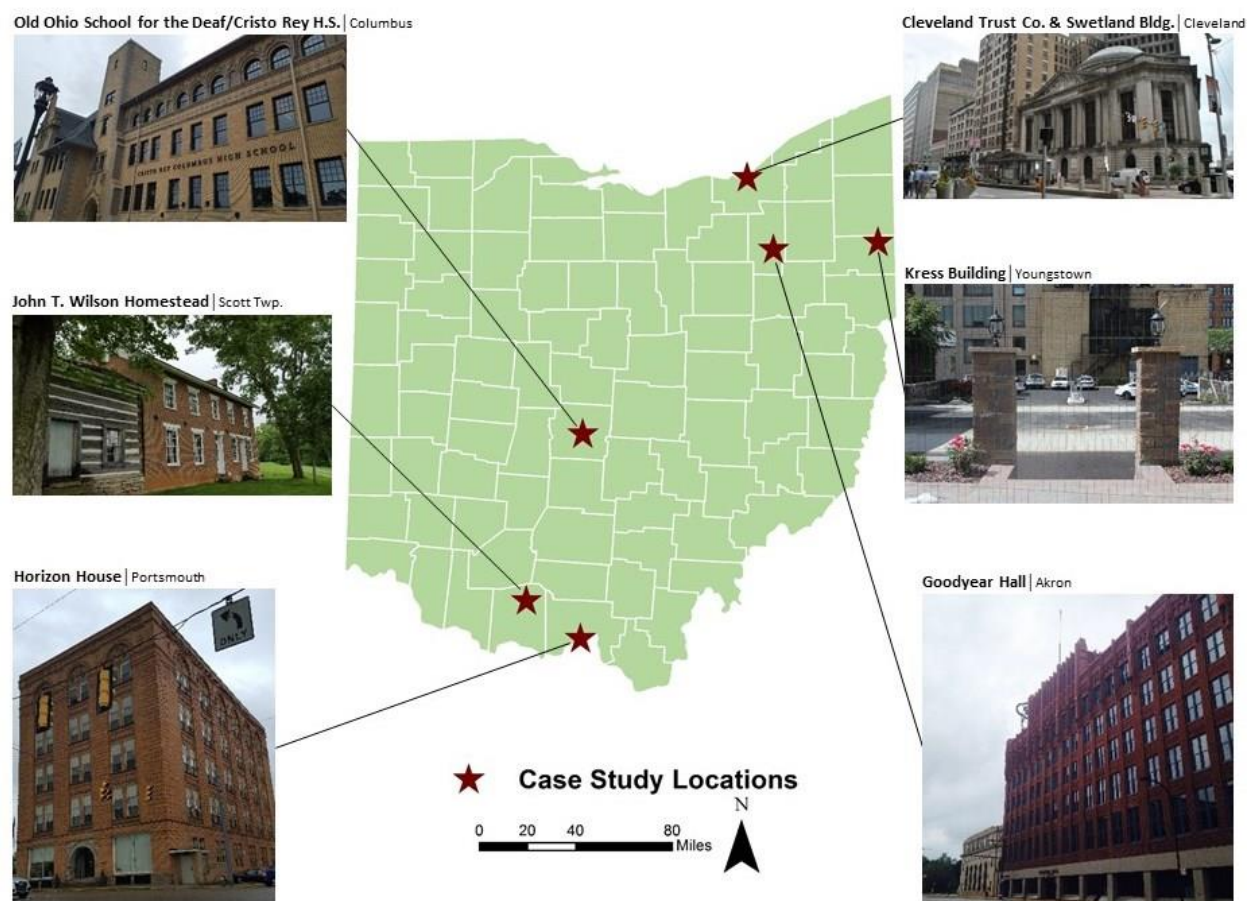 Old Ohio School for the Deaf/Cristo Rey H.S. | Columbus
CRISTO REY COLUMBUS HIGH SCHOOL
Cleveland Trust Co. & Swetland Bldg. | Cleveland
John T. Wilson Homestead | Scott Twp.
Kress Building | Youngstown
Horizon House | Portsmouth
ONLY
Goodyear Hall | Akron
Case Study Locations
N
0 20 40 80
Miles